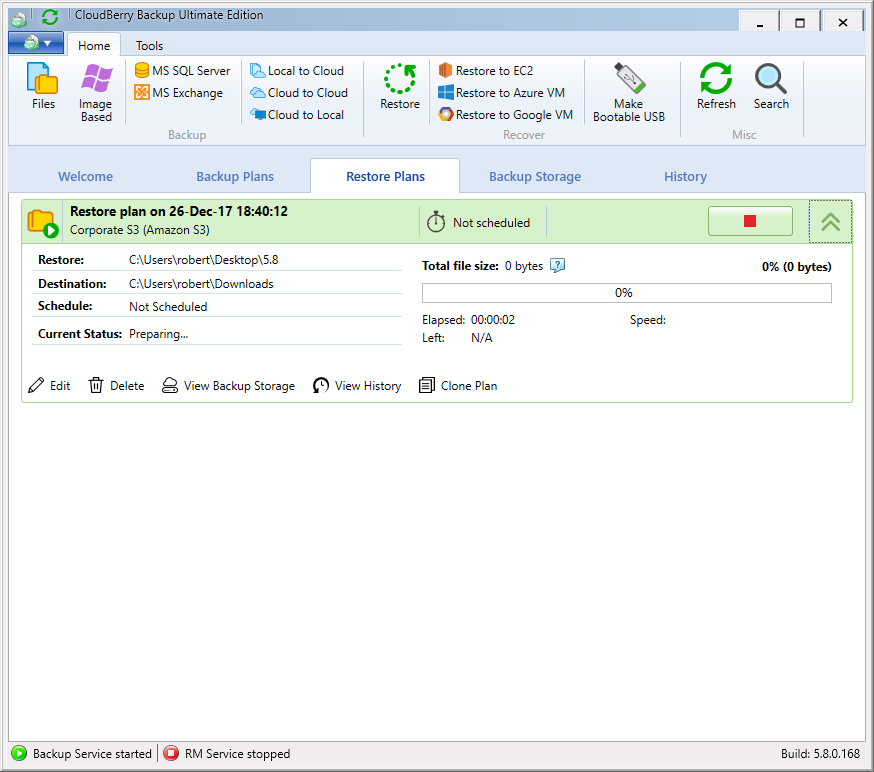 CloudBerry Backup Ultimate Edition
Home Tools
Files
Image Based
MS SQL Server
MS Exchange
Local to Cloud
Cloud to Cloud
Cloud to Local
Backup
Restore
Restore to EC2
Restore to Azure VM
Restore to Google VM
Recover
Make
Bootable USB
Refresh
Search
Misc
Welcome Backup Plans Restore Plans Backup Storage History
Restore plan on 26-Dec-17 18:40:12
Corporate S3 (Amazon S3)
Not scheduled
Restore: C:\Users\robert\Desktop\5.8
Destination: C:\Users\robert\Downloads
Schedule: Not Scheduled
Current Status: Preparing...
Total file size: 0 bytes ? 0% (0 bytes)
0%
Elapsed: 00:00:02 Speed:
Left: N/A
Edit Delete View Backup Storage View History Clone Plan
Backup Service started RM Service stopped Build: 5.8.0.168